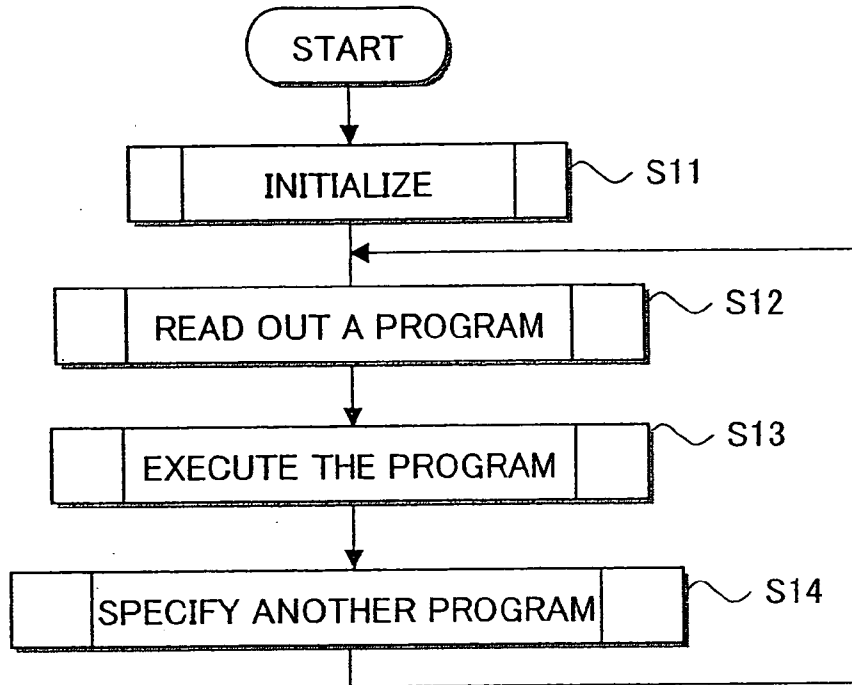 START
INITIALIZE
S11
READ OUT A PROGRAM
S12
EXECUTE THE PROGRAM
S13
SPECIFY ANOTHER PROGRAM
S14